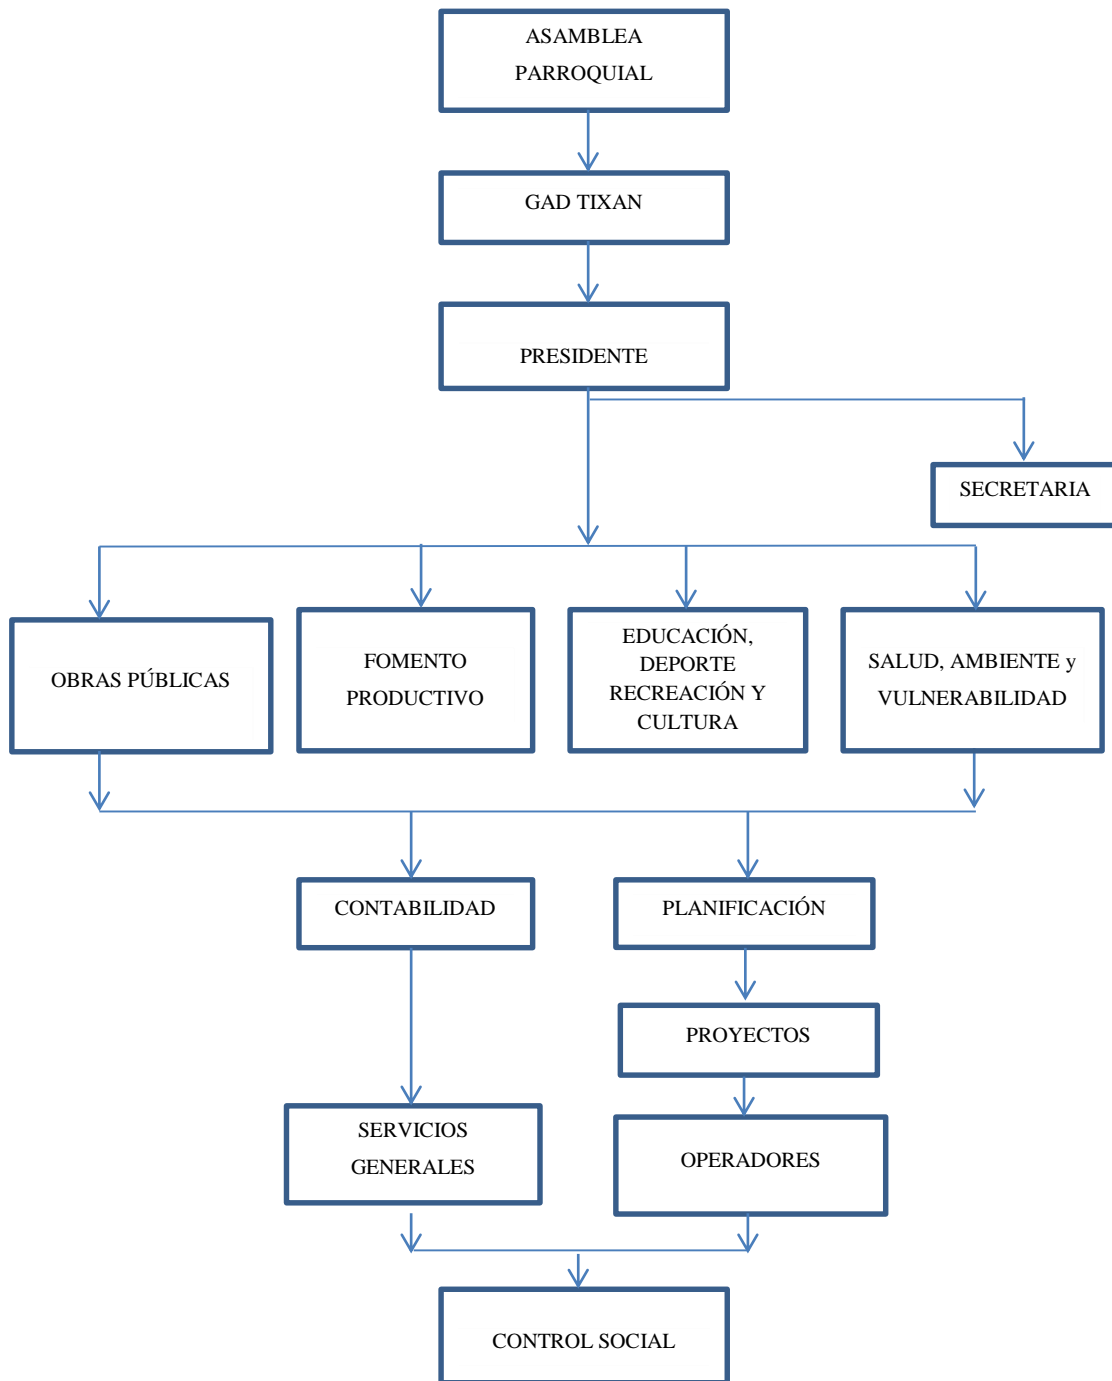 ASAMBLEA
PARROQUIAL
GAD TIXAN
PRESIDENTE
SECRETARIA
OBRAS PÚBLICAS
FOMENTO
PRODUCTIVO
EDUCACIÓN,
DEPORTE
RECREACIÓN Y
CULTURA
SALUD, AMBIENTE y
VULNERABILIDAD
CONTABILIDAD
PLANIFICACIÓN
PROYECTOS
SERVICIOS
GENERALES
OPERADORES
CONTROL SOCIAL